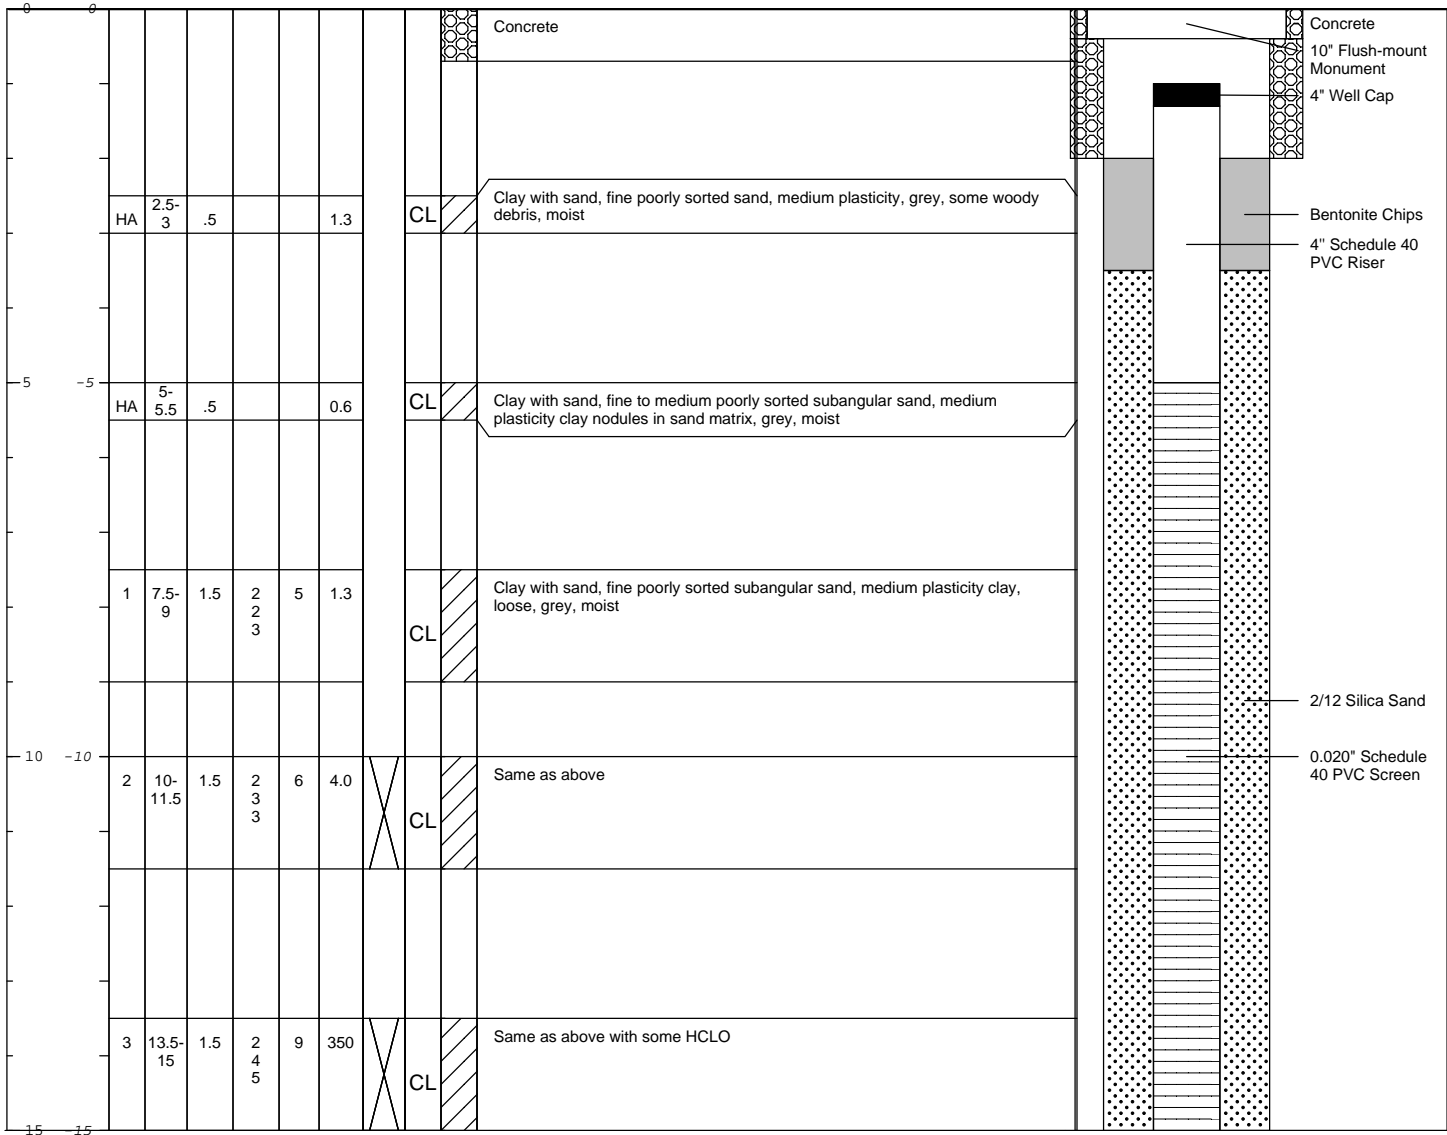 0 0
Concrete
Concrete
10" Flush-mount
Monument
4" Well Cap
HA 2.5- .5 1.3 CL Clay with sand, fine poorly sorted sand, medium plasticity, grey, some woody
3 debris, moist
Bentonite Chips
4" Schedule 40
PVC Riser
5 -5
HA 5- .5 0.6 CL Clay with sand, fine to medium poorly sorted subangular sand, medium
5.5 plasticity clay nodules in sand matrix, grey, moist
1 7.5- 1.5 2 5 1.3 Clay with sand, fine poorly sorted subangular sand, medium plasticity clay,
9 2 loose, grey, moist
3 CL
2/12 Silica Sand
10 -10
0.020" Schedule
40 PVC Screen
2 10- 1.5 2 6 4.0 Same as above
11.5 3
3 CL
3 13.5- 1.5 2 9 350 Same as above with some HCLO
15 4
5 CL
15 -15